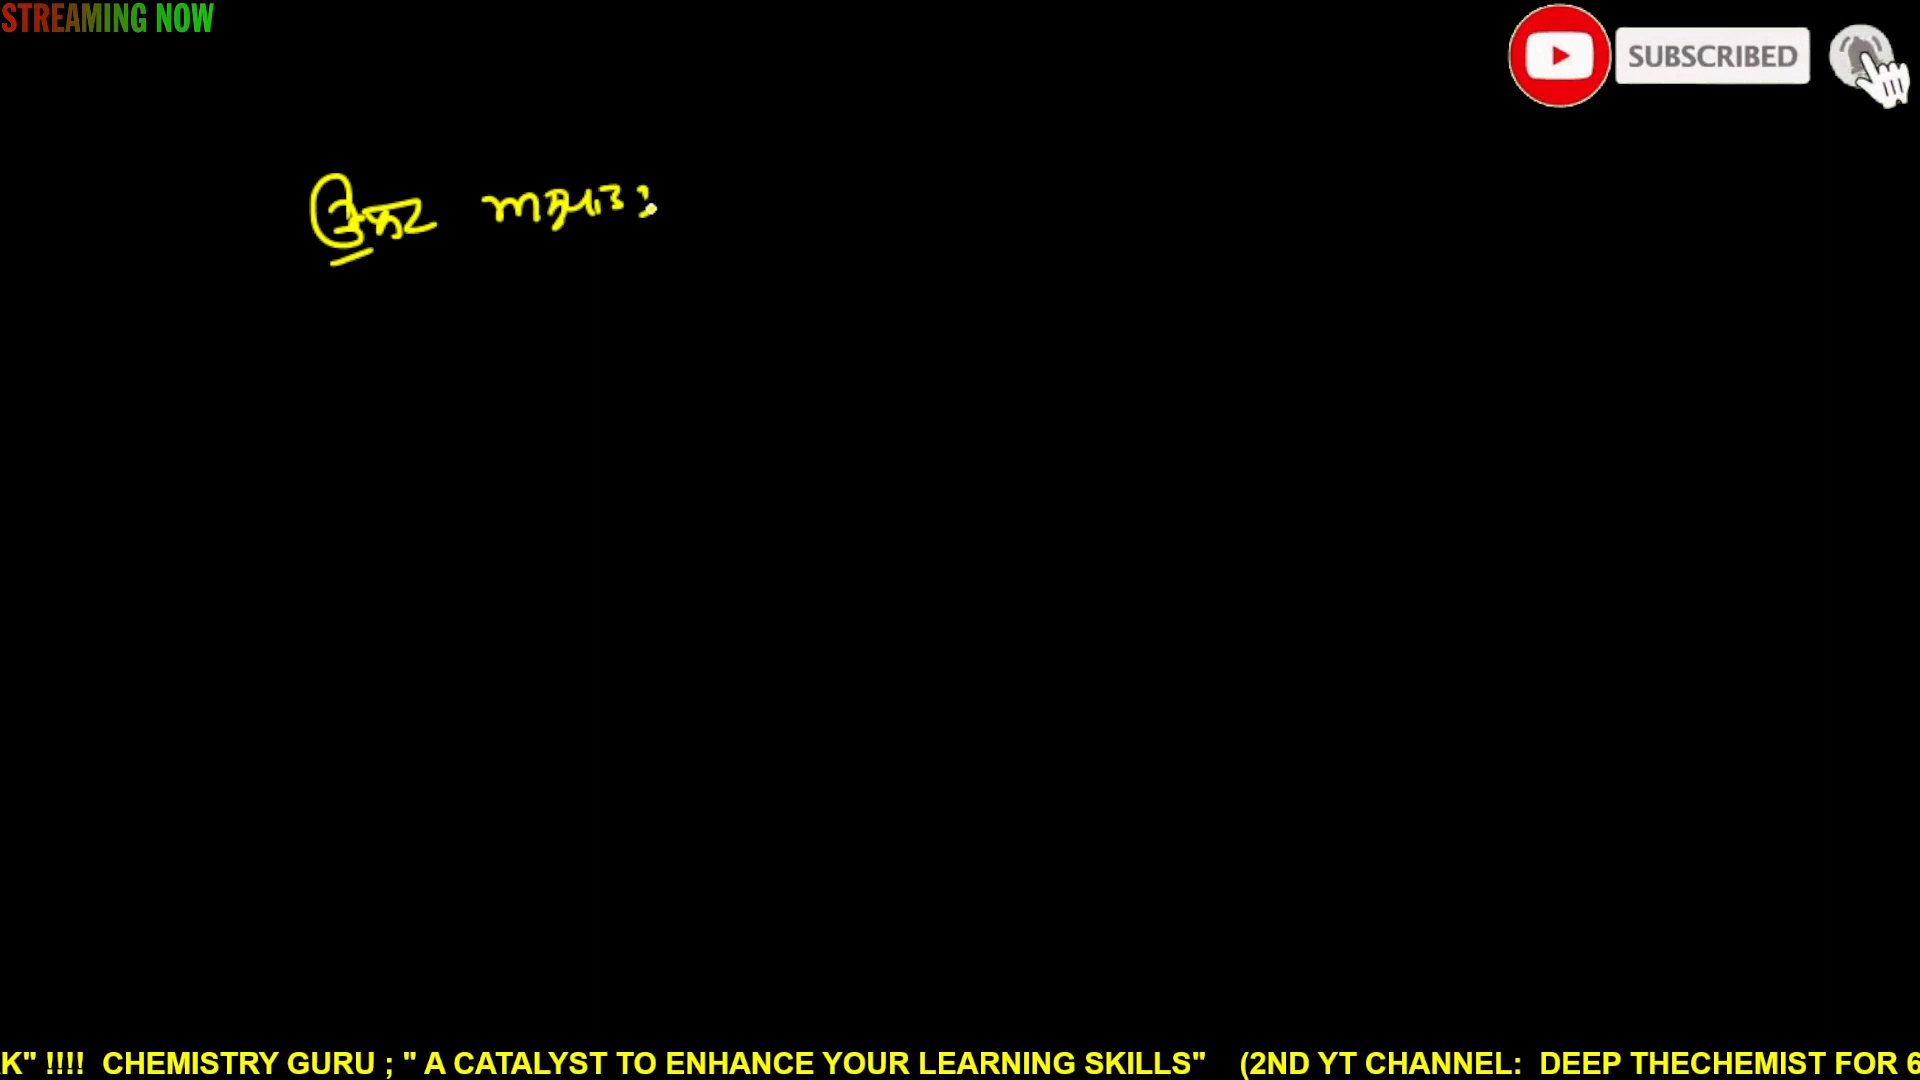 STREAMING NOW
SUBSCRIBED
K" !!!! CHEMISTRY GURU ; " A CATALYST TO ENHANCE YOUR LEARNING SKILLS" (2ND YT CHANNEL: DEEP THECHEMIST FOR 6